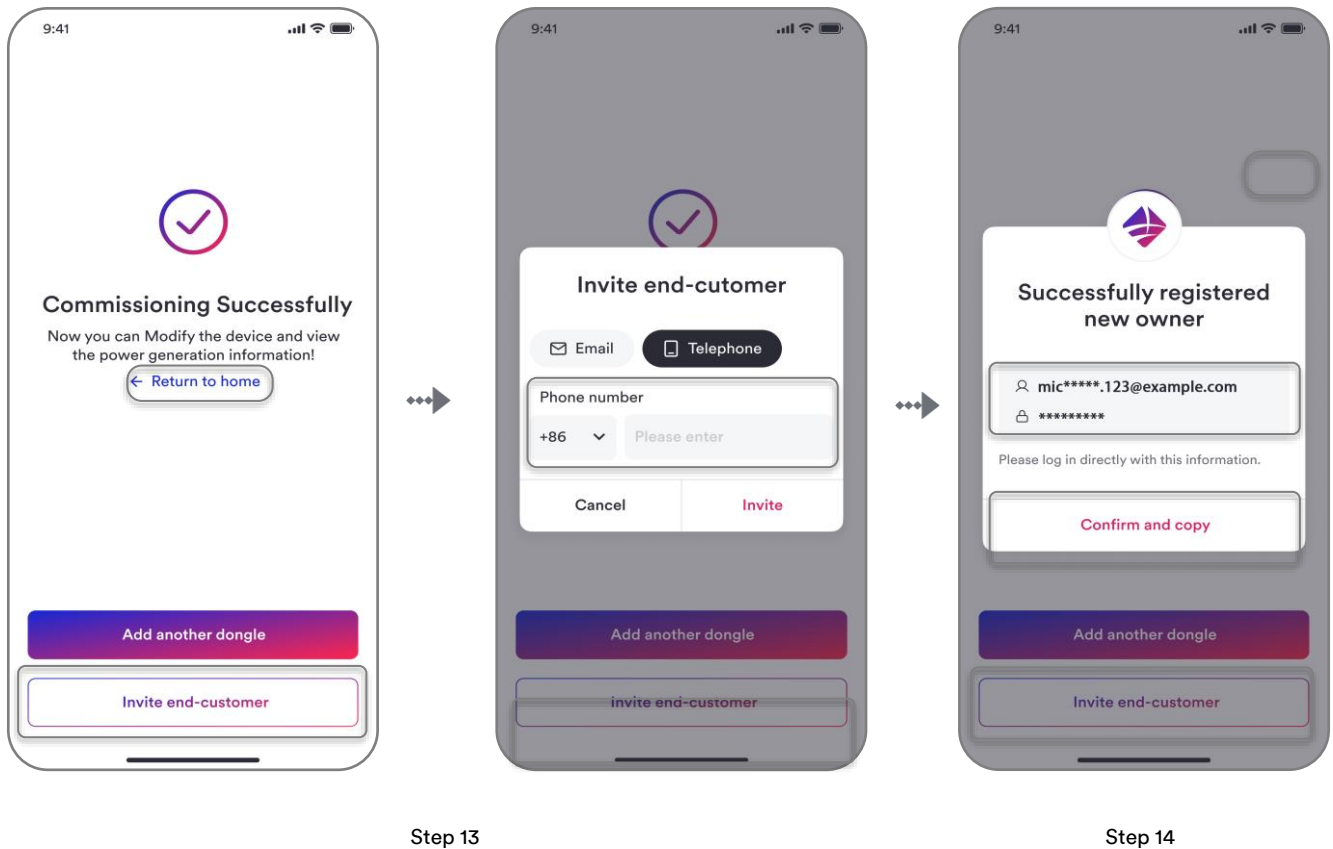 9:41
Commissioning Successfully
Now you can Modify the device and view
the power generation information!
← Return to home
Add another dongle
Invite end-customer
9:41
Invite end-cutomer
Email
Telephone
Phone number
+86
Please enter
Cancel
Invite
Add another dongle
invite end-customer
9:41
Successfully registered
new owner
mic*****.123@example.com
*********
Please log in directly with this information.
Confirm and copy
Add another dongle
Invite end-customer
Step 13
Step 14